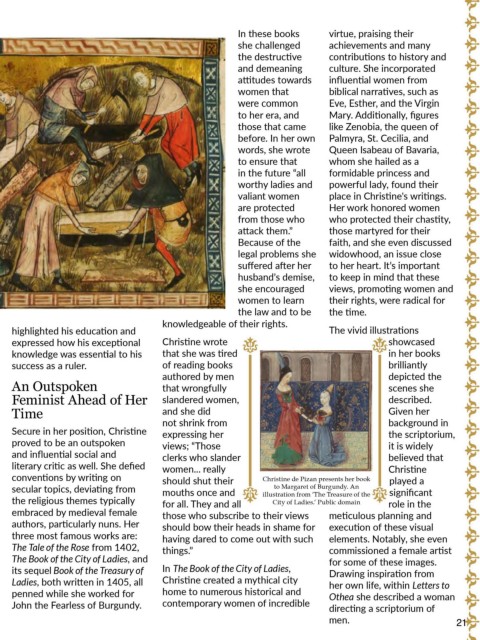 highlighted his education and
expressed how his exceptional
knowledge was essential to his
success as a ruler.
An Outspoken
Feminist Ahead of Her
Time
Secure in her position, Christine
proved to be an outspoken
and influential social and
literary critic as well. She defied
conventions by writing on
secular topics, deviating from
the religious themes typically
embraced by medieval female
authors, particularly nuns. Her
three most famous works are:
The Tale of the Rose from 1402,
The Book of the City of Ladies, and
its sequel Book of the Treasury of
Ladies, both written in 1405, all
penned while she worked for
John the Fearless of Burgundy.
In these books
she challenged
the destructive
and demeaning
attitudes towards
women that
were common
to her era, and
those that came
before. In her own
words, she wrote
to ensure that
in the future “all
worthy ladies and
valiant women
are protected
from those who
attack them.”
Because of the
legal problems she
suffered after her
husband's demise,
she encouraged
women to learn
the law and to be
knowledgeable of their rights.
Christine wrote
that she was tired
of reading books
authored by men
that wrongfully
slandered women,
and she did
not shrink from
expressing her
views; “Those
clerks who slander
women... really
should shut their
mouths once and
for all. They and all
those who subscribe to their views
should bow their heads in shame for
having dared to come out with such
things.”
In The Book of the City of Ladies,
Christine created a mythical city
home to numerous historical and
contemporary women of incredible
virtue, praising their
achievements and many
contributions to history and
culture. She incorporated
influential women from
biblical narratives, such as
Eve, Esther, and the Virgin
Mary. Additionally, figures
like Zenobia, the queen of
Palmyra, St. Cecilia, and
Queen Isabeau of Bavaria,
whom she hailed as a
formidable princess and
powerful lady, found their
place in Christine's writings.
Her work honored women
who protected their chastity,
those martyred for their
faith, and she even discussed
widowhood, an issue close
to her heart. It's important
to keep in mind that these
views, promoting women and
their rights, were radical for
the time.
The vivid illustrations
showcased
in her books
brilliantly
depicted the
scenes she
described.
Given her
background in
the scriptorium,
it is widely
believed that
Christine
played a
significant
role in the
meticulous planning and
execution of these visual
elements. Notably, she even
commissioned a female artist
for some of these images.
Drawing inspiration from
her own life, within Letters to
Othea she described a woman
directing a scriptorium of
men.
Christine de Pizan presents her book
to Margaret of Burgundy. An
illustration from 'The Treasure of the
City of Ladies.' Public domain
21